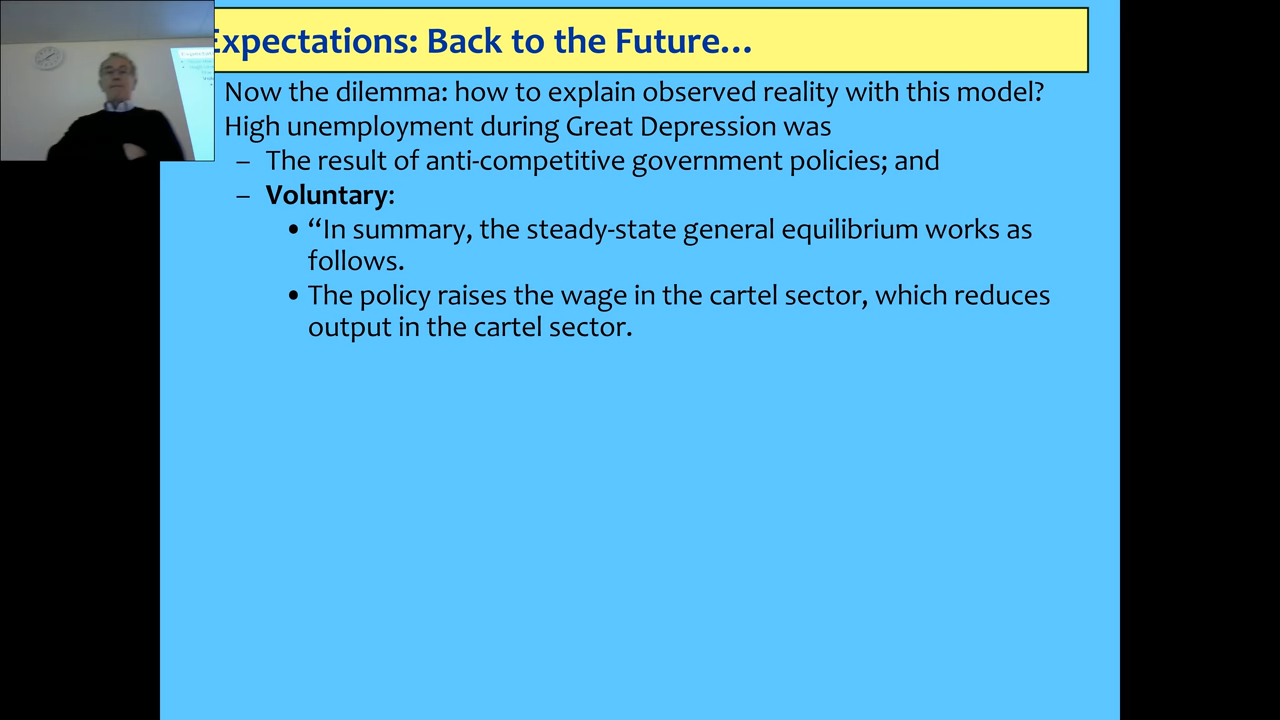 Expectations: Back to the Future…
Now the dilemma: how to explain observed reality with this model?
High unemployment during Great Depression was
– The result of anti-competitive government policies; and
– Voluntary:
• “In summary, the steady-state general equilibrium works as
follows.
• The policy raises the wage in the cartel sector, which reduces
output in the cartel sector.